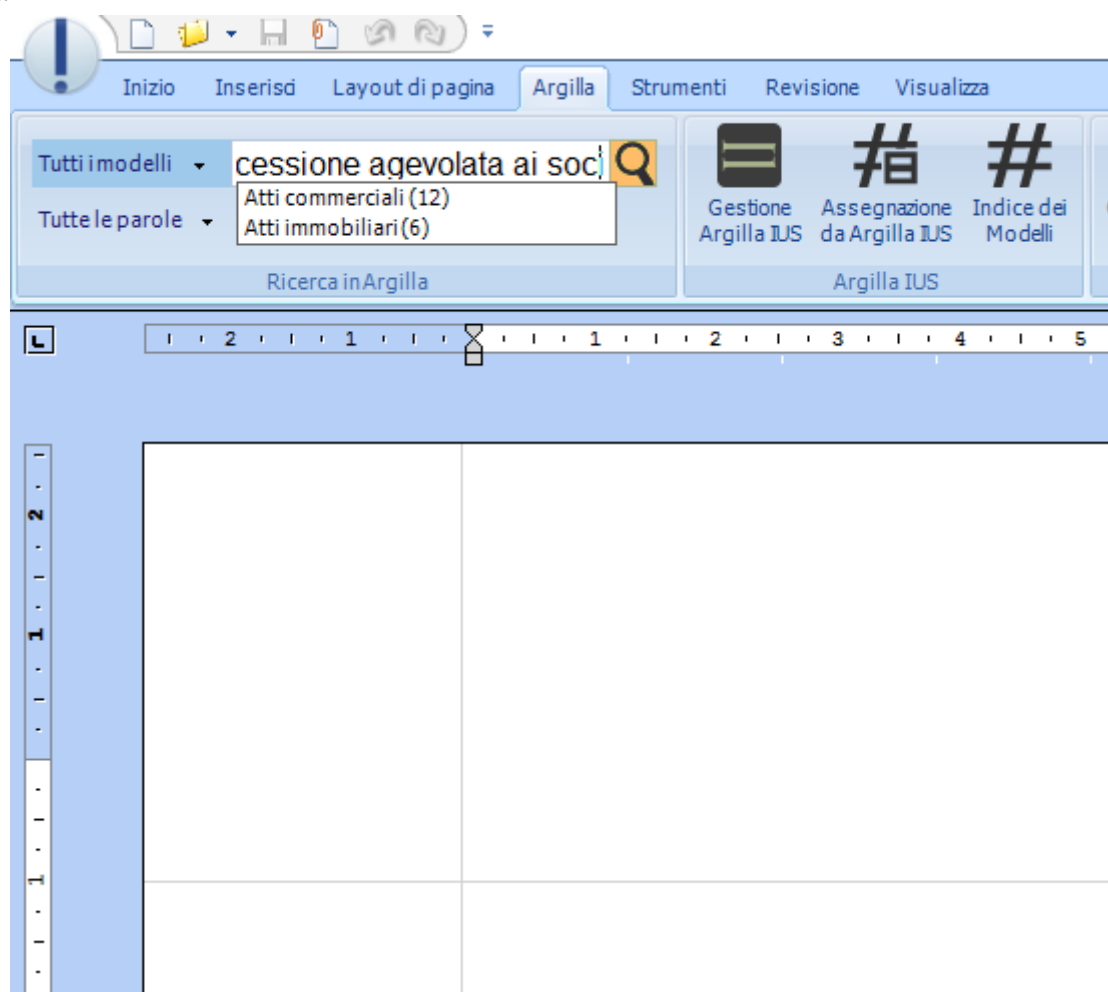 Inizio Inserisci Layout di pagina Argilla Strumenti Revisione Visualizza
Tutti i modelli cessione agevolata ai soci
Atti commerciali (12)
Tutte le parole Atti immobiliari (6)
Gestione Argilla IUS
Assegnazione da Argilla IUS
Indice dei Modelli
Ricerca in Argilla Argilla IUS
2 1 1 2 3 4 5
2
1
1